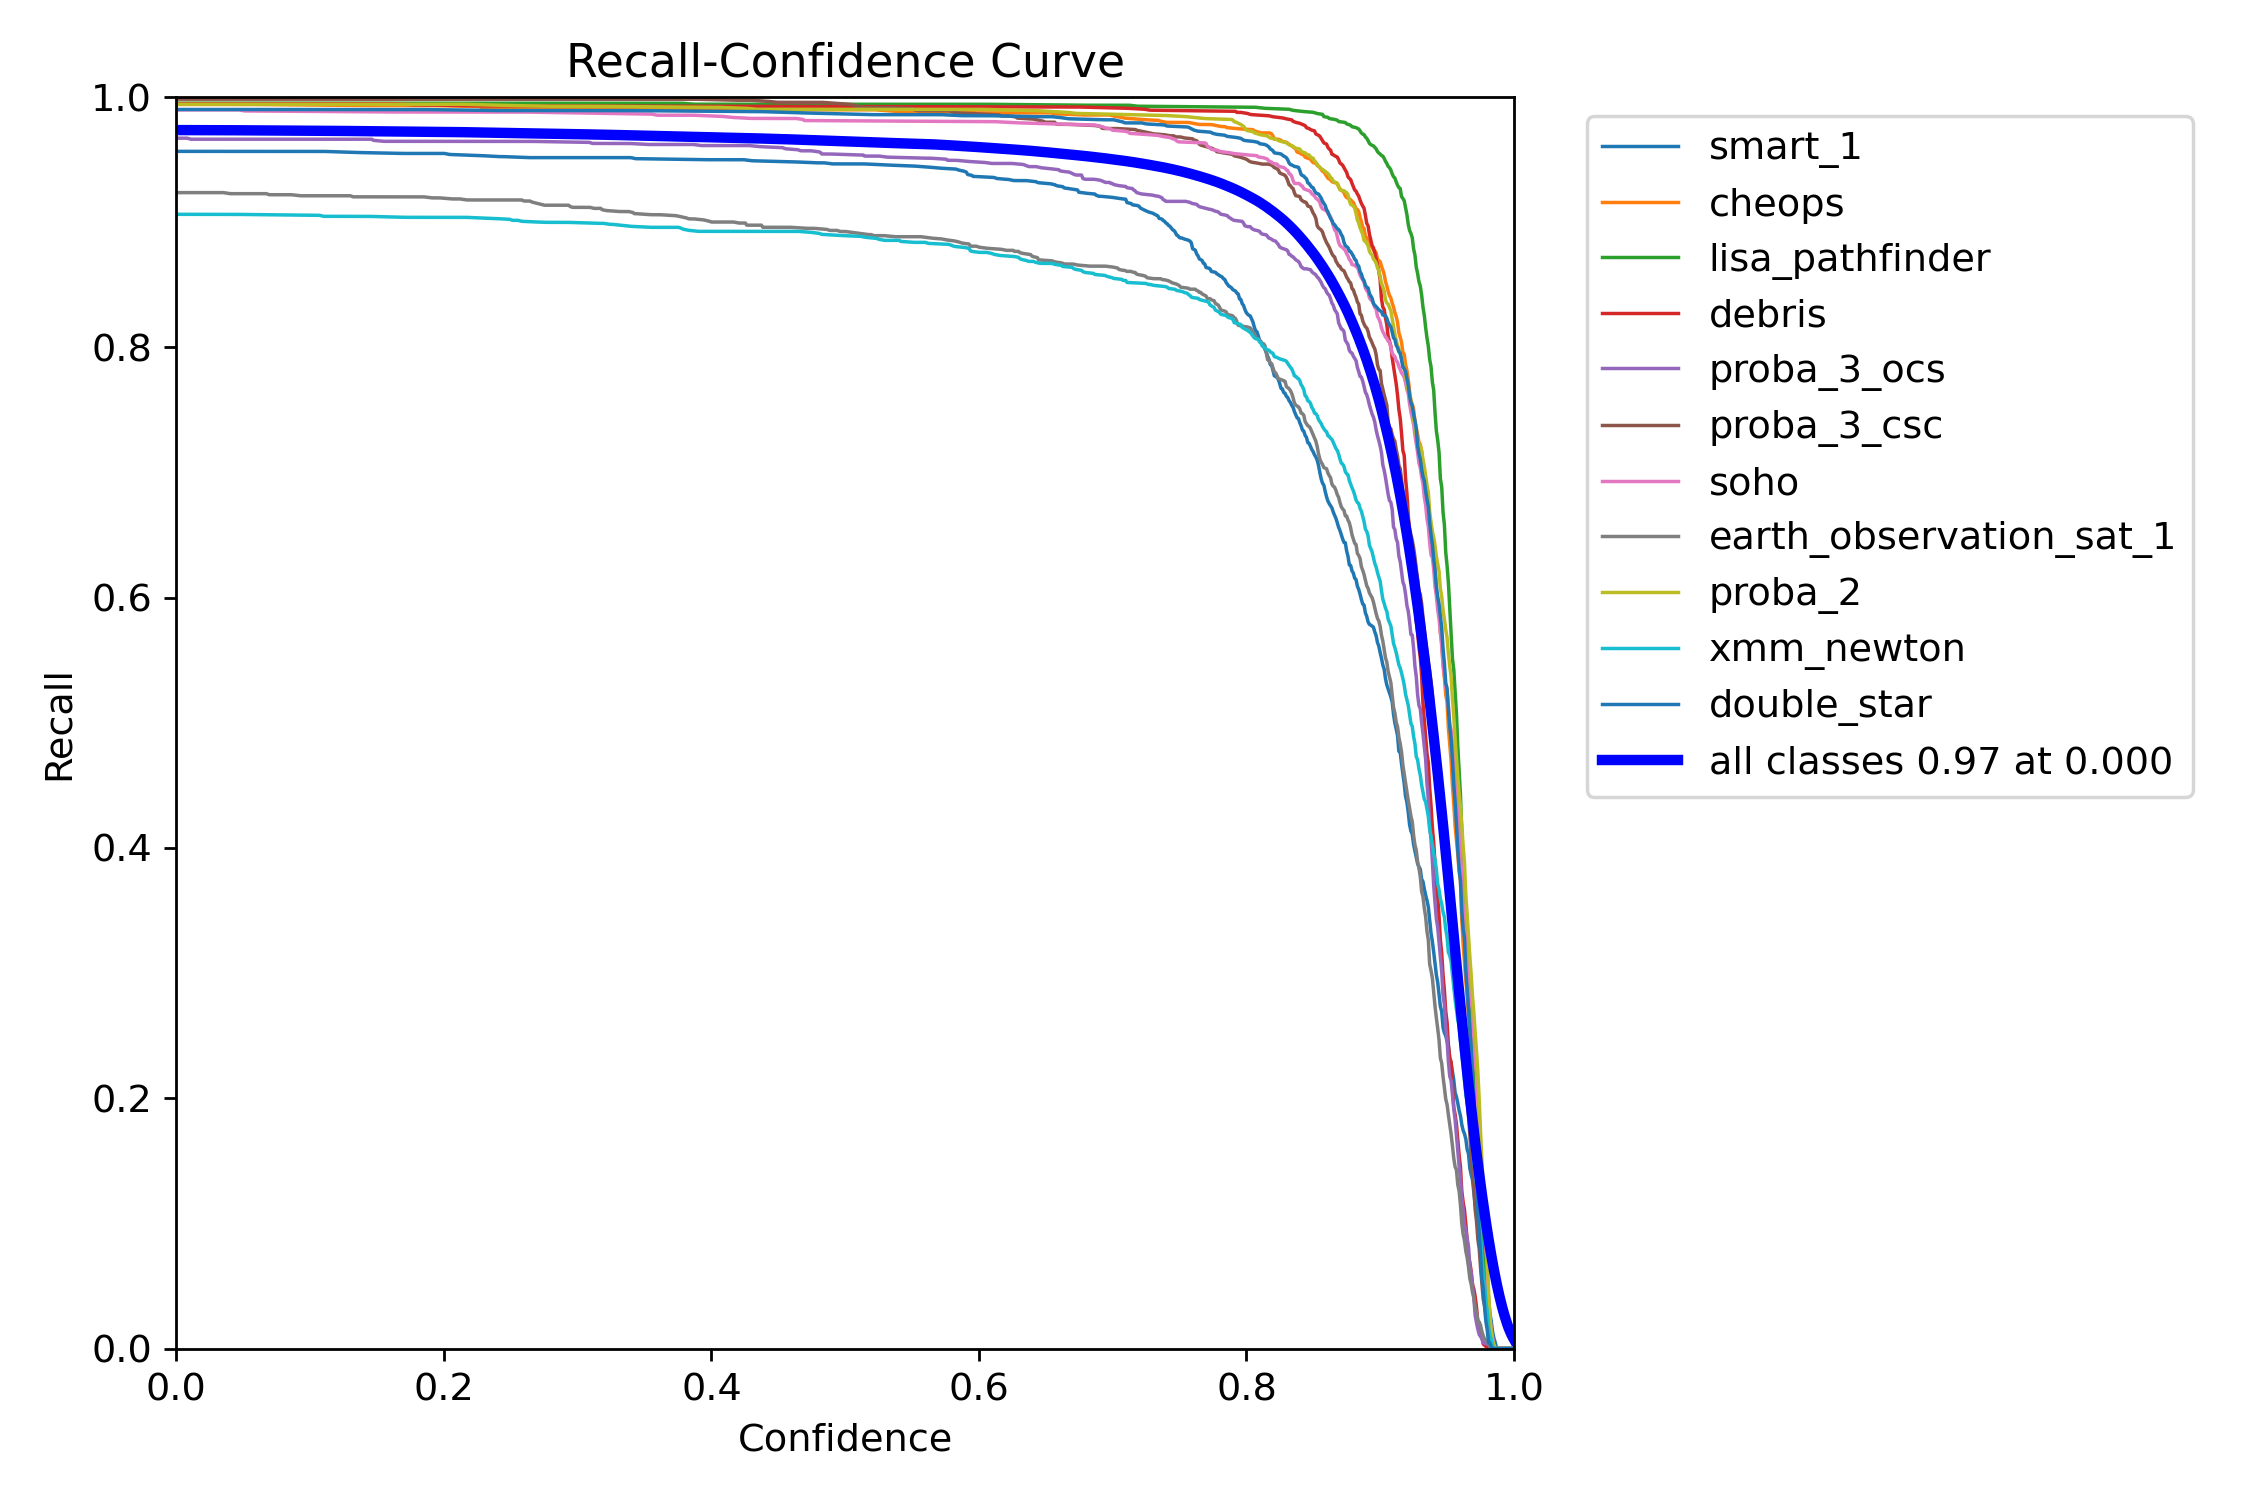 Recall-Confidence Curve
1.0
0.8
0.6
0.4
0.2
0.0
Recall
0.0 0.2 0.4 0.6 0.8 1.0
Confidence
smart_1
cheops
lisa_pathfinder
debris
proba_3_ocs
proba_3_csc
soho
earth_observation_sat_1
proba_2
xmm_newton
double_star
all classes 0.97 at 0.000